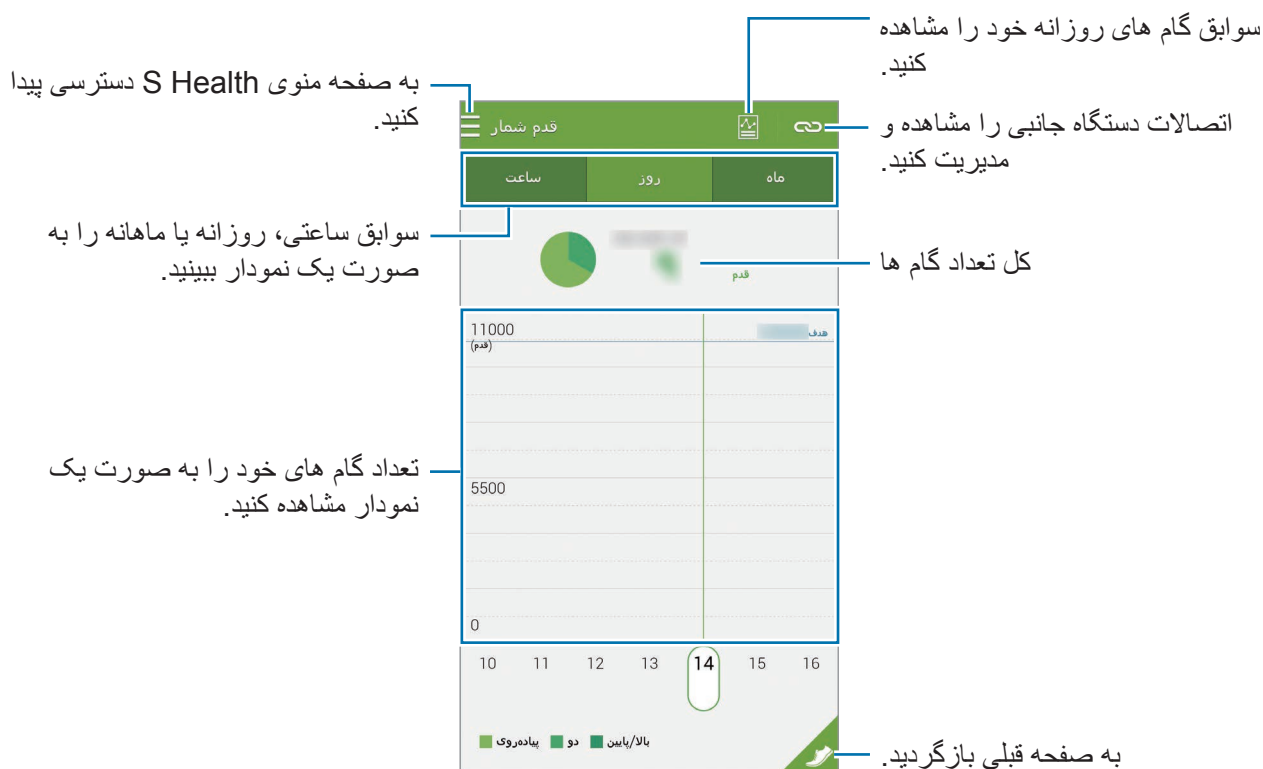 سوابق گام های روزانه خود را مشاهده
کنید.
به صفحه منوی S Health دسترسی پیدا
کنید.
اتصالات دستگاه جانبی را مشاهده و
مدیریت کنید.
قدم شمار
ساعت
روز
ماه
سوابق ساعتی، روزانه یا ماهانه را به
صورت یک نمودار ببینید.
کل تعداد گام ها
قدم
11000
(قدم)
هدف
تعداد گام های خود را به صورت یک
نمودار مشاهده کنید.
5500
0
10 11 12 13 14 15 16
پیاده‌روی
دو
بالا/پایین
به صفحه قبلی بازگردید.